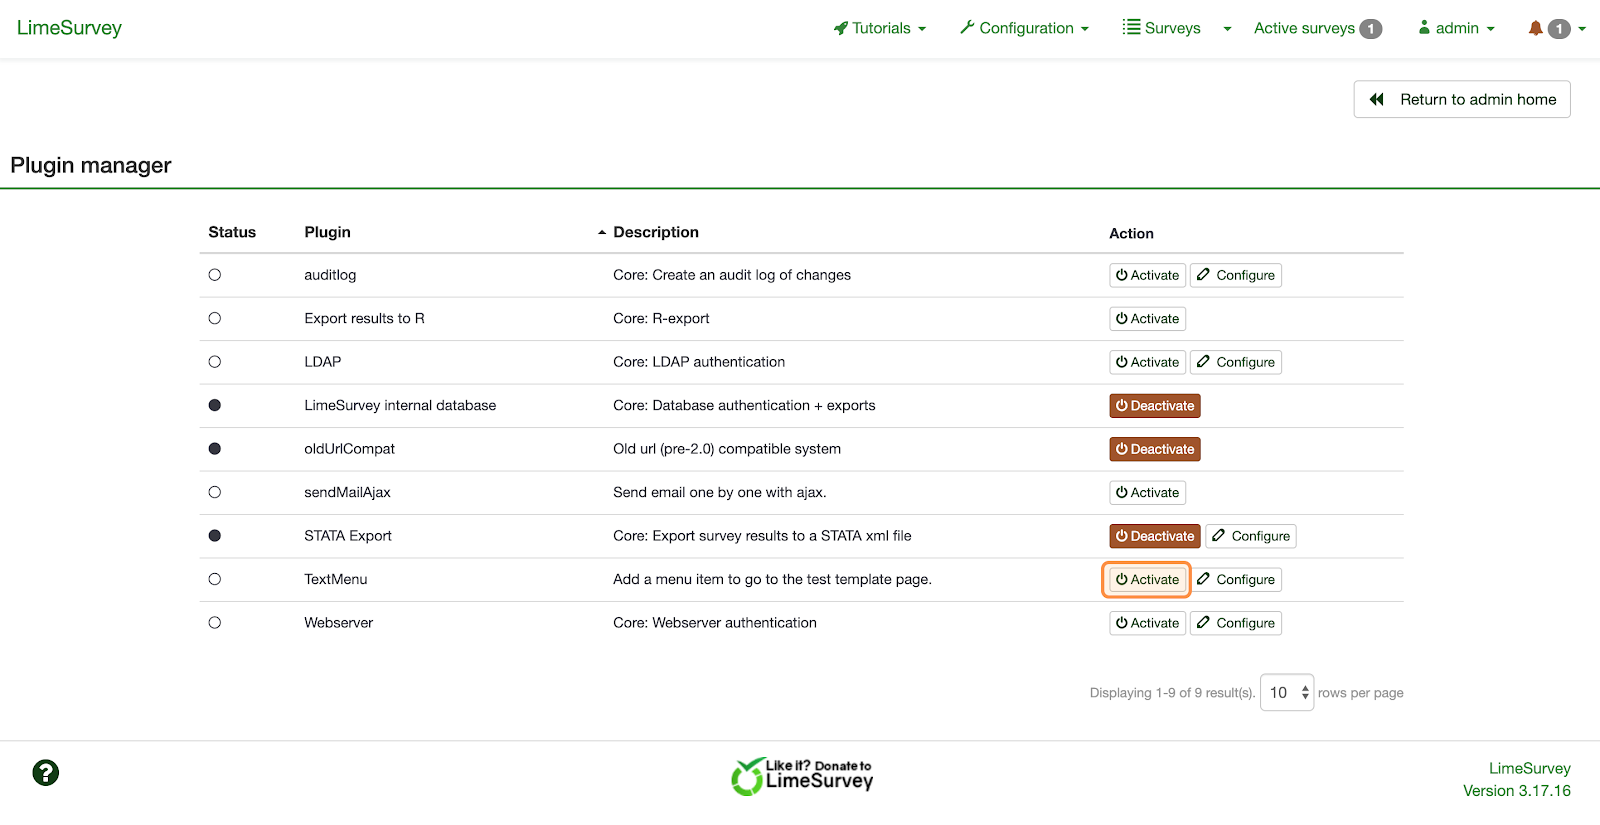 LimeSurvey Tutorials Configuration Surveys Active surveys 1 admin 1
Return to admin home
Plugin manager
Status Plugin Description Action
auditlog Core: Create an audit log of changes Activate Configure
Export results to R Core: R-export Activate
LDAP Core: LDAP authentication Activate Configure
LimeSurvey internal database Core: Database authentication + exports Deactivate
oldUrlCompat Old url (pre-2.0) compatible system Deactivate
sendMailAjax Send email one by one with ajax. Activate
STATA Export Core: Export survey results to a STATA xml file Deactivate Configure
TextMenu Add a menu item to go to the test template page. Activate Configure
Webserver Core: Webserver authentication Activate Configure
Displaying 1-9 of 9 result(s). 10 rows per page
?
Like it? Donate to
LimeSurvey
LimeSurvey
Version 3.17.16